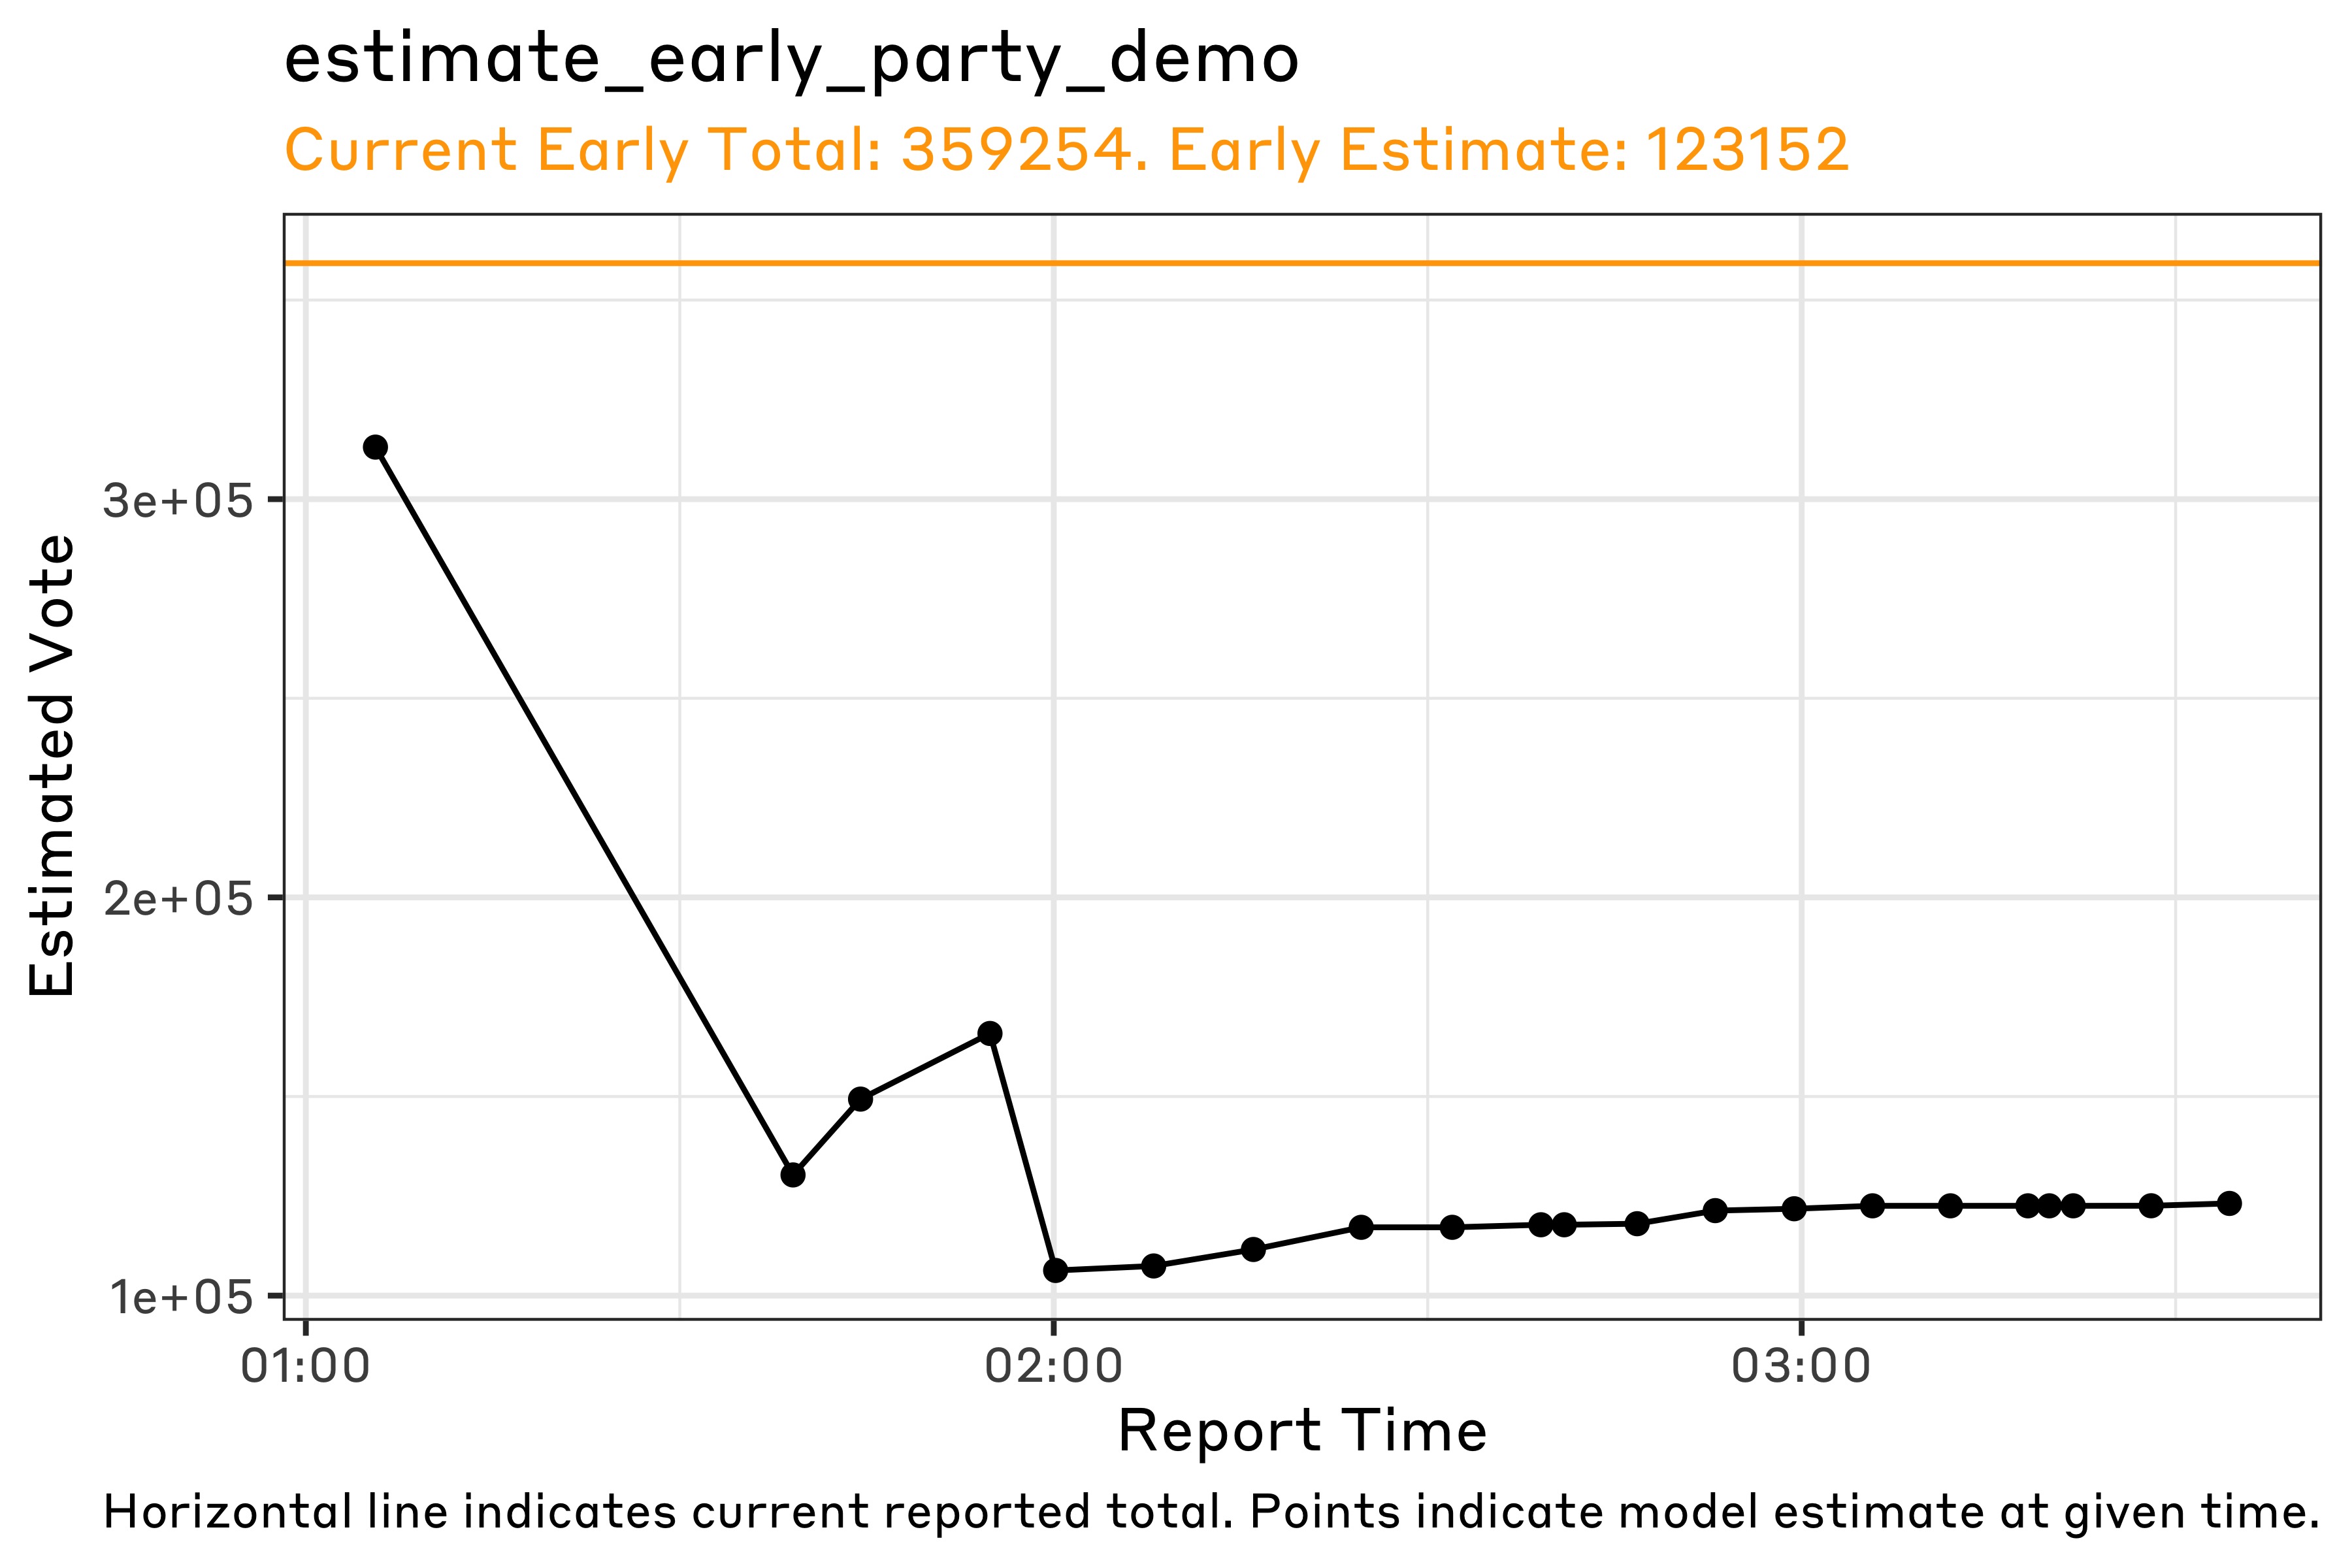 estimate_early_party_demo
Current Early Total: 359254. Early Estimate: 123152
Estimated Vote
3e+05
2e+05
1e+05
01:00 02:00 03:00
Report Time
Horizontal line indicates current reported total. Points indicate model estimate at given time.